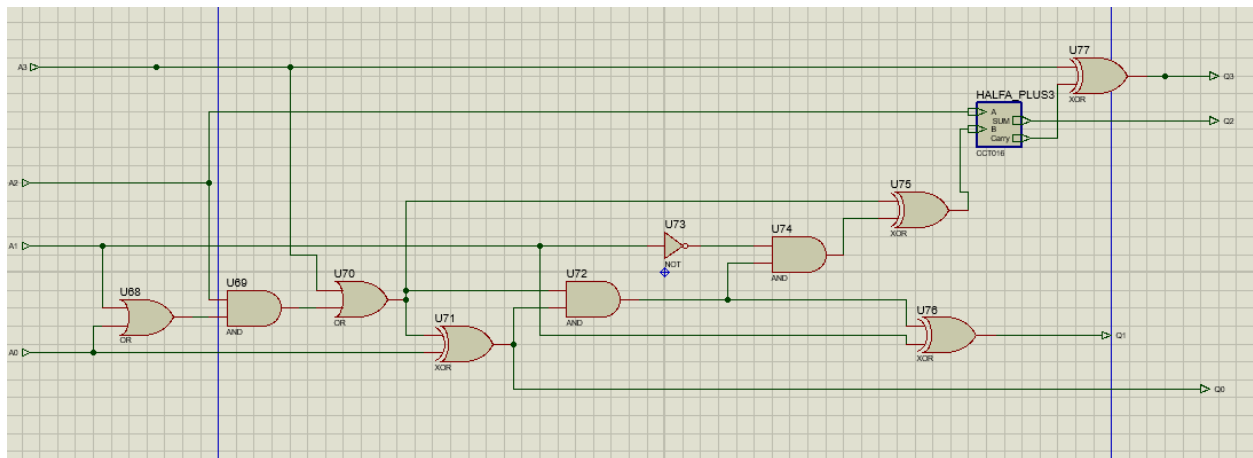 U77
A3
Q3
XOR
HALFA_PLUS3
A
SUM
Q2
B
Carry
CCT016
A2
U75
XOR
U73
U74
A1
NOT
AND
U70
U72
U69
U68
U76
U71
OR
AND
AND
Q1
OR
A0
XOR
XOR
Q0